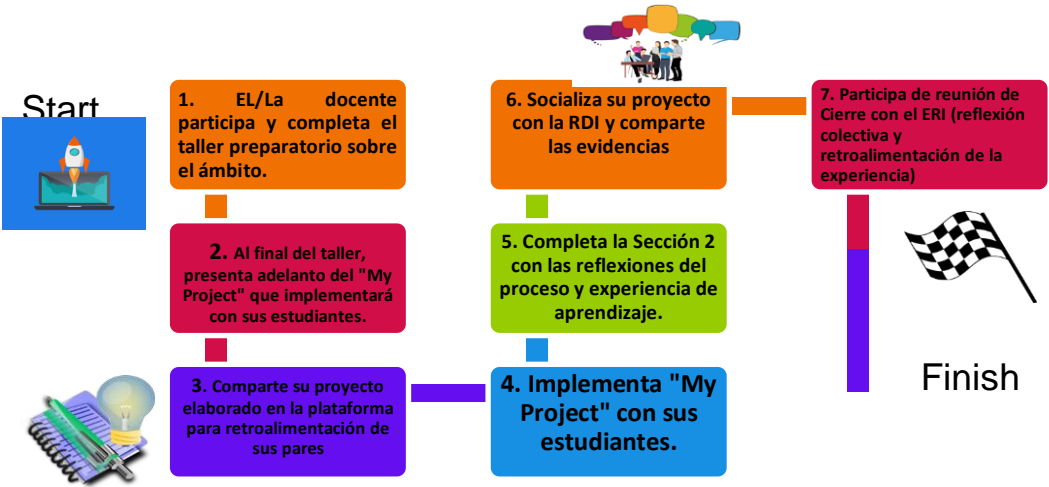 Start
1. EL/La docente
participa y completa el
taller preparatorio sobre
el ámbito.
2. Al final del taller,
presenta adelanto del "My
Project" que implementará
con sus estudiantes.
3. Comparte su proyecto
elaborado en la plataforma
para retroalimentación de
sus pares
4. Implementa "My
Project" con sus
estudiantes.
5. Completa la Sección 2
con las reflexiones del
proceso y experiencia de
aprendizaje.
6. Socializa su proyecto
con la RDI y comparte
las evidencias
7. Participa de reunión de
Cierre con el ERI (reflexión
colectiva y
retroalimentación de la
experiencia)
Finish